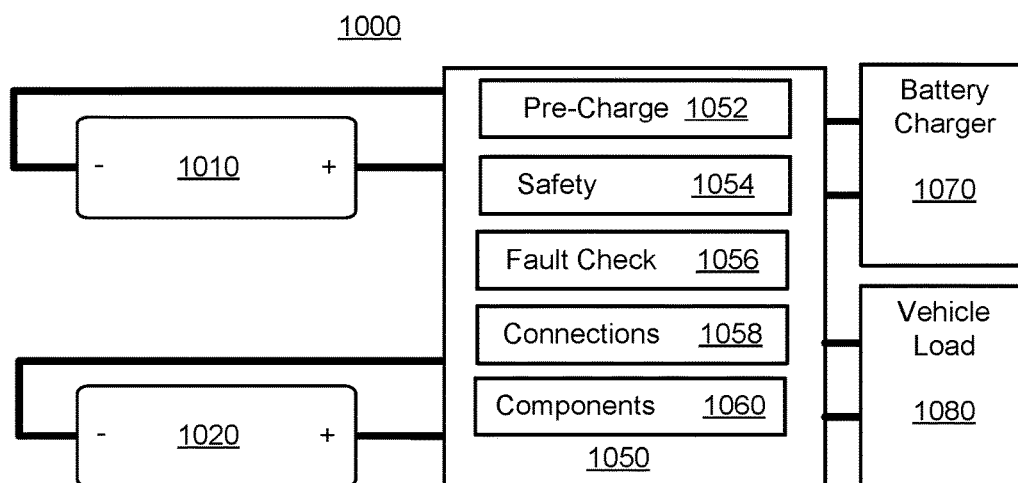 1000
Pre-Charge 1052
Battery
Charger
- 1010 +
Safety 1054
1070
Fault Check 1056
Connections 1058
Vehicle
Load
Components 1060
1080
- 1020 +
1050